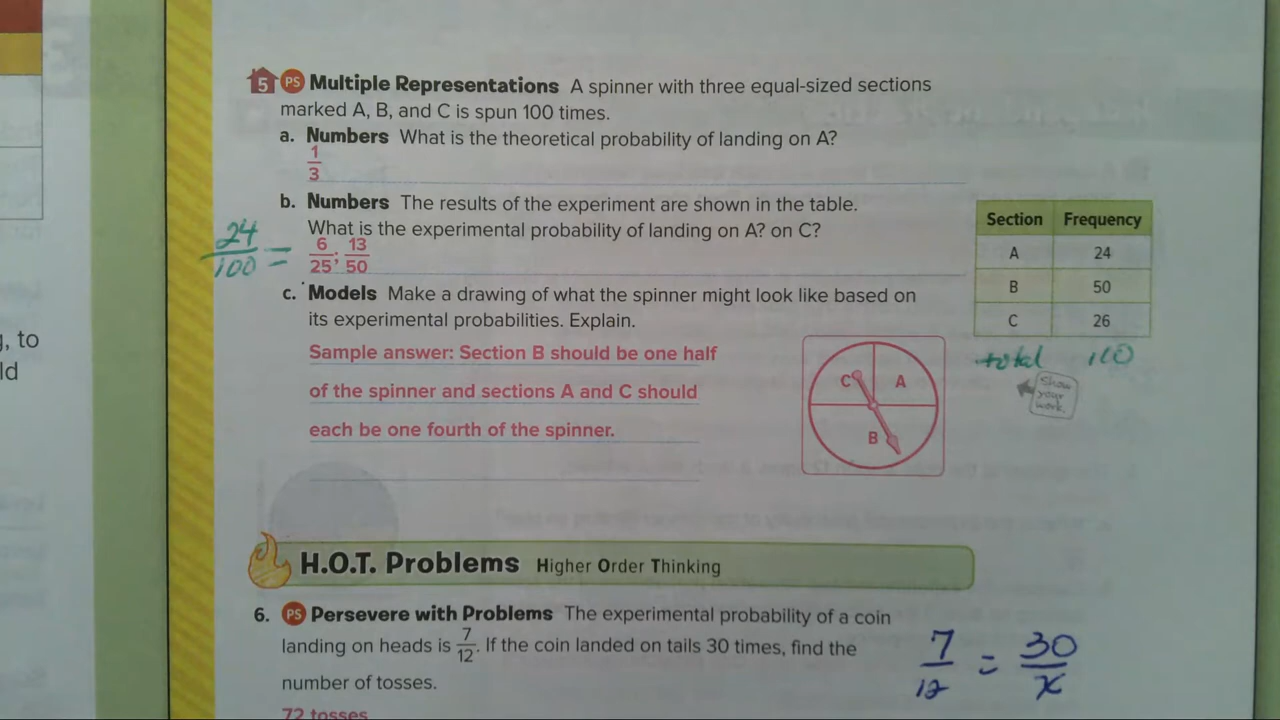 5 PS Multiple Representations A spinner with three equal-sized sections
marked A, B, and C is spun 100 times.
a. Numbers What is the theoretical probability of landing on A?
1/3
b. Numbers The results of the experiment are shown in the table.
What is the experimental probability of landing on A? on C?
24/100 = 6/25; 13/50
Section Frequency
A 24
B 50
C 26
total 100
Show
your
work.
c. Models Make a drawing of what the spinner might look like based on
its experimental probabilities. Explain.
Sample answer: Section B should be one half
of the spinner and sections A and C should
each be one fourth of the spinner.
C A
B
, to
ld
H.O.T. Problems Higher Order Thinking
6. PS Persevere with Problems The experimental probability of a coin
landing on heads is 7/12. If the coin landed on tails 30 times, find the
number of tosses.
72 tosses
7/12 = 30/x